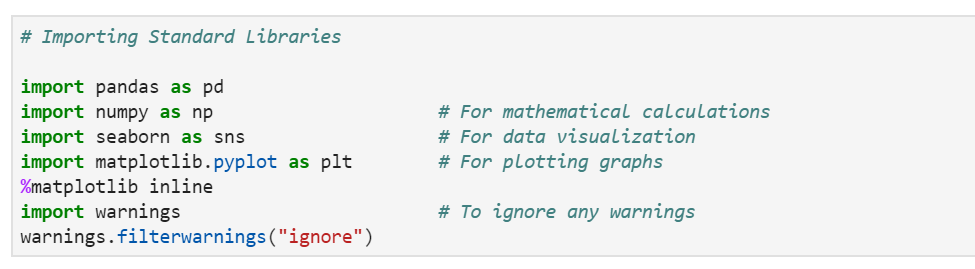 # Importing Standard Libraries
import pandas as pd
import numpy as np # For mathematical calculations
import seaborn as sns # For data visualization
import matplotlib.pyplot as plt # For plotting graphs
%matplotlib inline
import warnings # To ignore any warnings
warnings.filterwarnings("ignore")